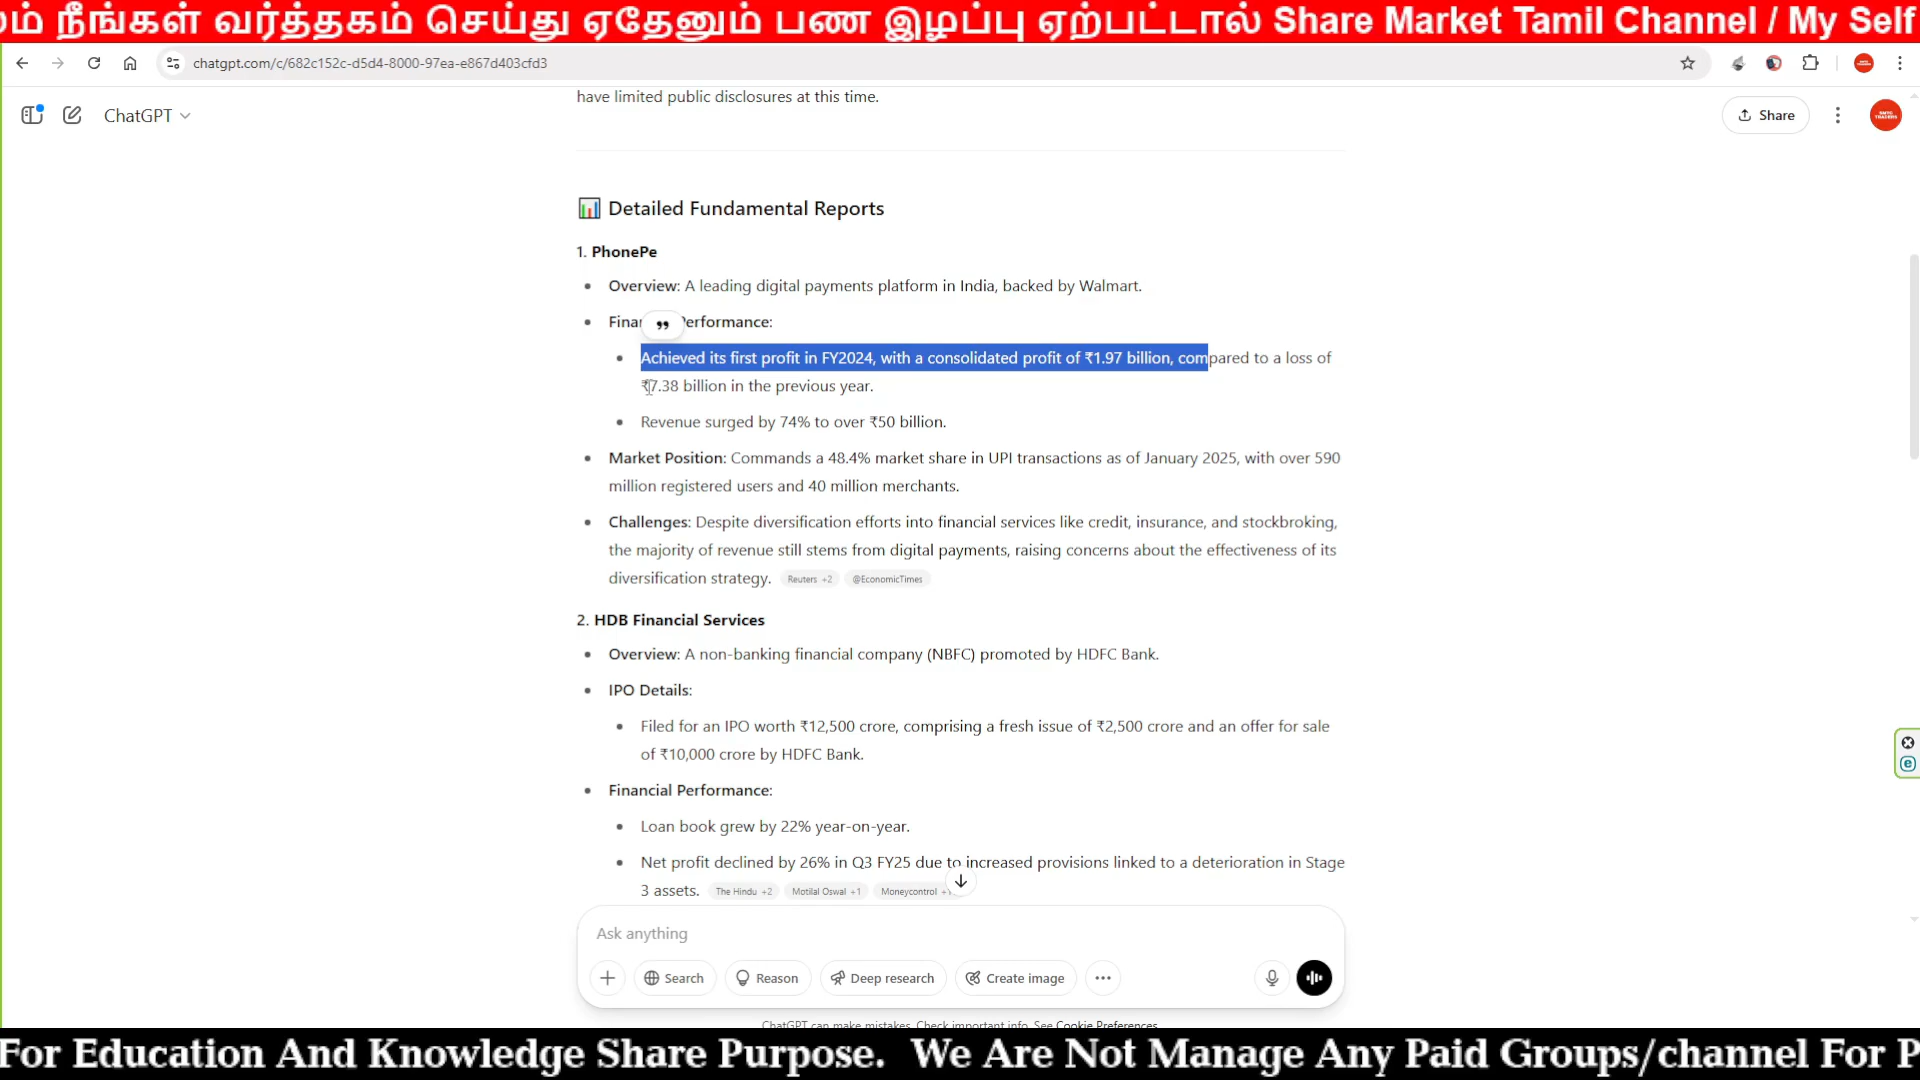 ம் நீங்கள் வர்த்தகம் செய்து ஏதேனும் பண இழப்பு ஏற்பட்டால் Share Market Tamil Channel / My Self
chatgpt.com/c/682c152c-d5d4-8000-97ea-e867d403cfd3
have limited public disclosures at this time.
ChatGPT
Share
Detailed Fundamental Reports
1. PhonePe
Overview: A leading digital payments platform in India, backed by Walmart.
Finan Performance:
Achieved its first profit in FY2024, with a consolidated profit of ₹1.97 billion, compared to a loss of
₹7.38 billion in the previous year.
Revenue surged by 74% to over ₹50 billion.
Market Position: Commands a 48.4% market share in UPI transactions as of January 2025, with over 590
million registered users and 40 million merchants.
Challenges: Despite diversification efforts into financial services like credit, insurance, and stockbroking,
the majority of revenue still stems from digital payments, raising concerns about the effectiveness of its
diversification strategy. Reuters +2 @EconomicTimes
2. HDB Financial Services
Overview: A non-banking financial company (NBFC) promoted by HDFC Bank.
IPO Details:
Filed for an IPO worth ₹12,500 crore, comprising a fresh issue of ₹2,500 crore and an offer for sale
of ₹10,000 crore by HDFC Bank.
Financial Performance:
Loan book grew by 22% year-on-year.
Net profit declined by 26% in Q3 FY25 due to increased provisions linked to a deterioration in Stage
3 assets. The Hindu +2 Motilal Oswal +1 Moneycontrol
Ask anything
Search Reason Deep research Create image
ChatGPT can make mistakes. Check important info. See Cookie Preferences.
For Education And Knowledge Share Purpose. We Are Not Manage Any Paid Groups/channel For P